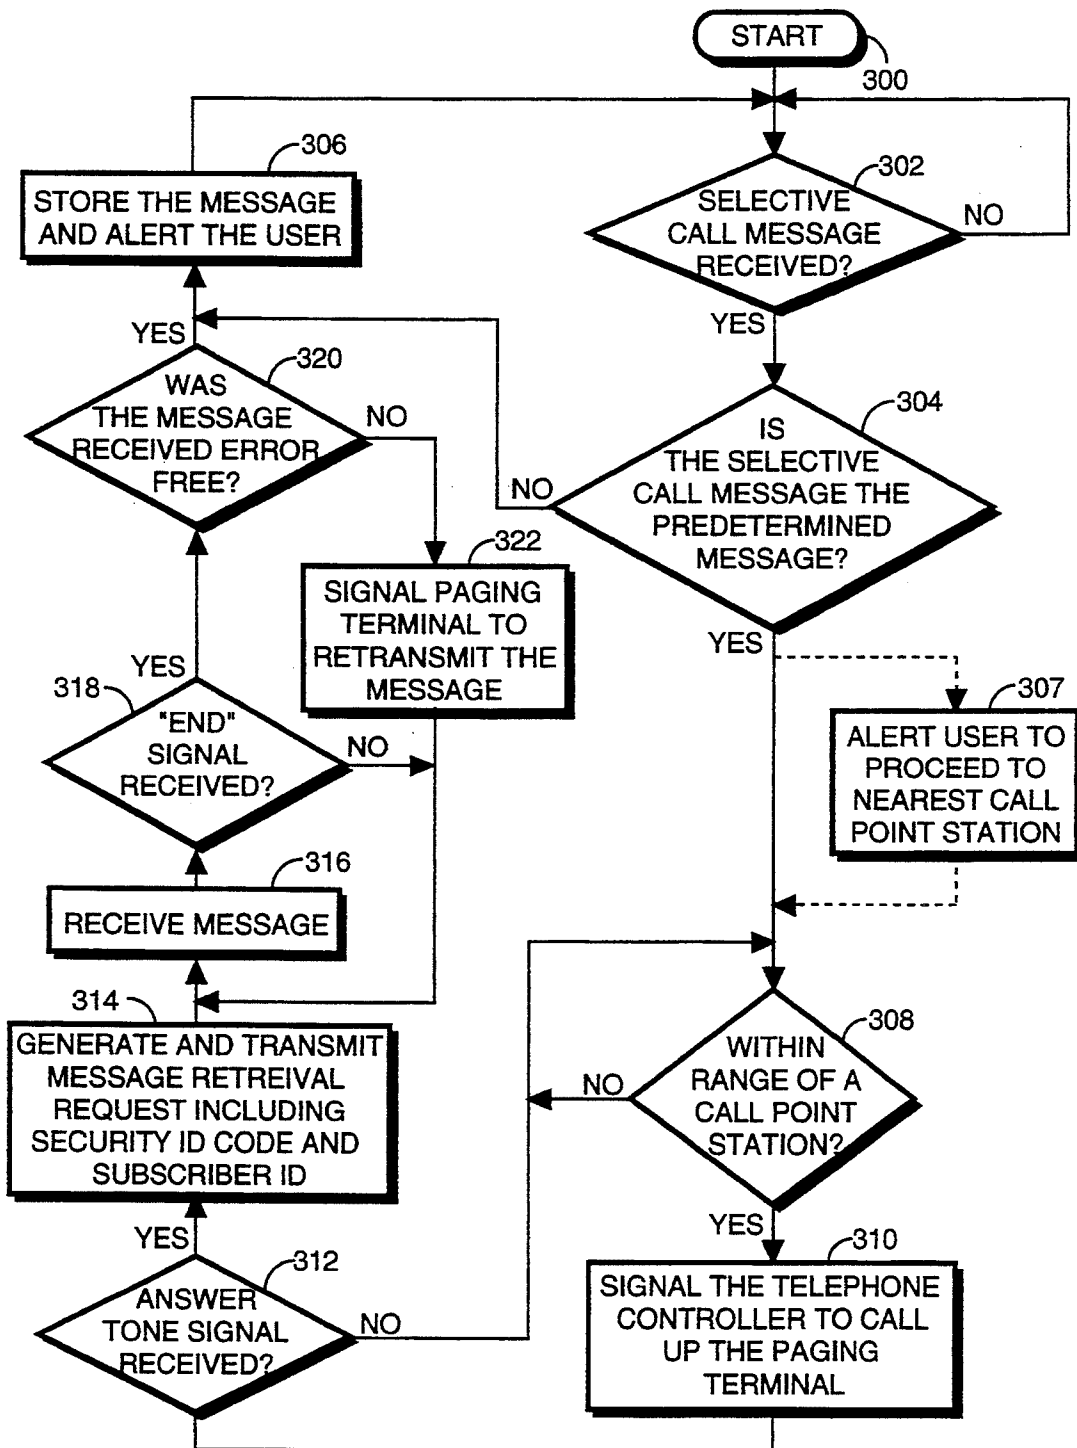 START
300
306
STORE THE MESSAGE
AND ALERT THE USER
302
SELECTIVE
CALL MESSAGE
RECEIVED?
NO
YES
YES
320
WAS
THE MESSAGE
RECEIVED ERROR
FREE?
NO
304
IS
THE SELECTIVE
CALL MESSAGE THE
PREDETERMINED
MESSAGE?
NO
YES
322
SIGNAL PAGING
TERMINAL TO
RETRANSMIT THE
MESSAGE
YES
318
"END"
SIGNAL
RECEIVED?
NO
307
ALERT USER TO
PROCEED TO
NEAREST CALL
POINT STATION
316
RECEIVE MESSAGE
314
GENERATE AND TRANSMIT
MESSAGE RETREIVAL
REQUEST INCLUDING
SECURITY ID CODE AND
SUBSCRIBER ID
308
WITHIN
RANGE OF A
CALL POINT
STATION?
NO
YES
YES
312
ANSWER
TONE SIGNAL
RECEIVED?
NO
310
SIGNAL THE TELEPHONE
CONTROLLER TO CALL
UP THE PAGING
TERMINAL